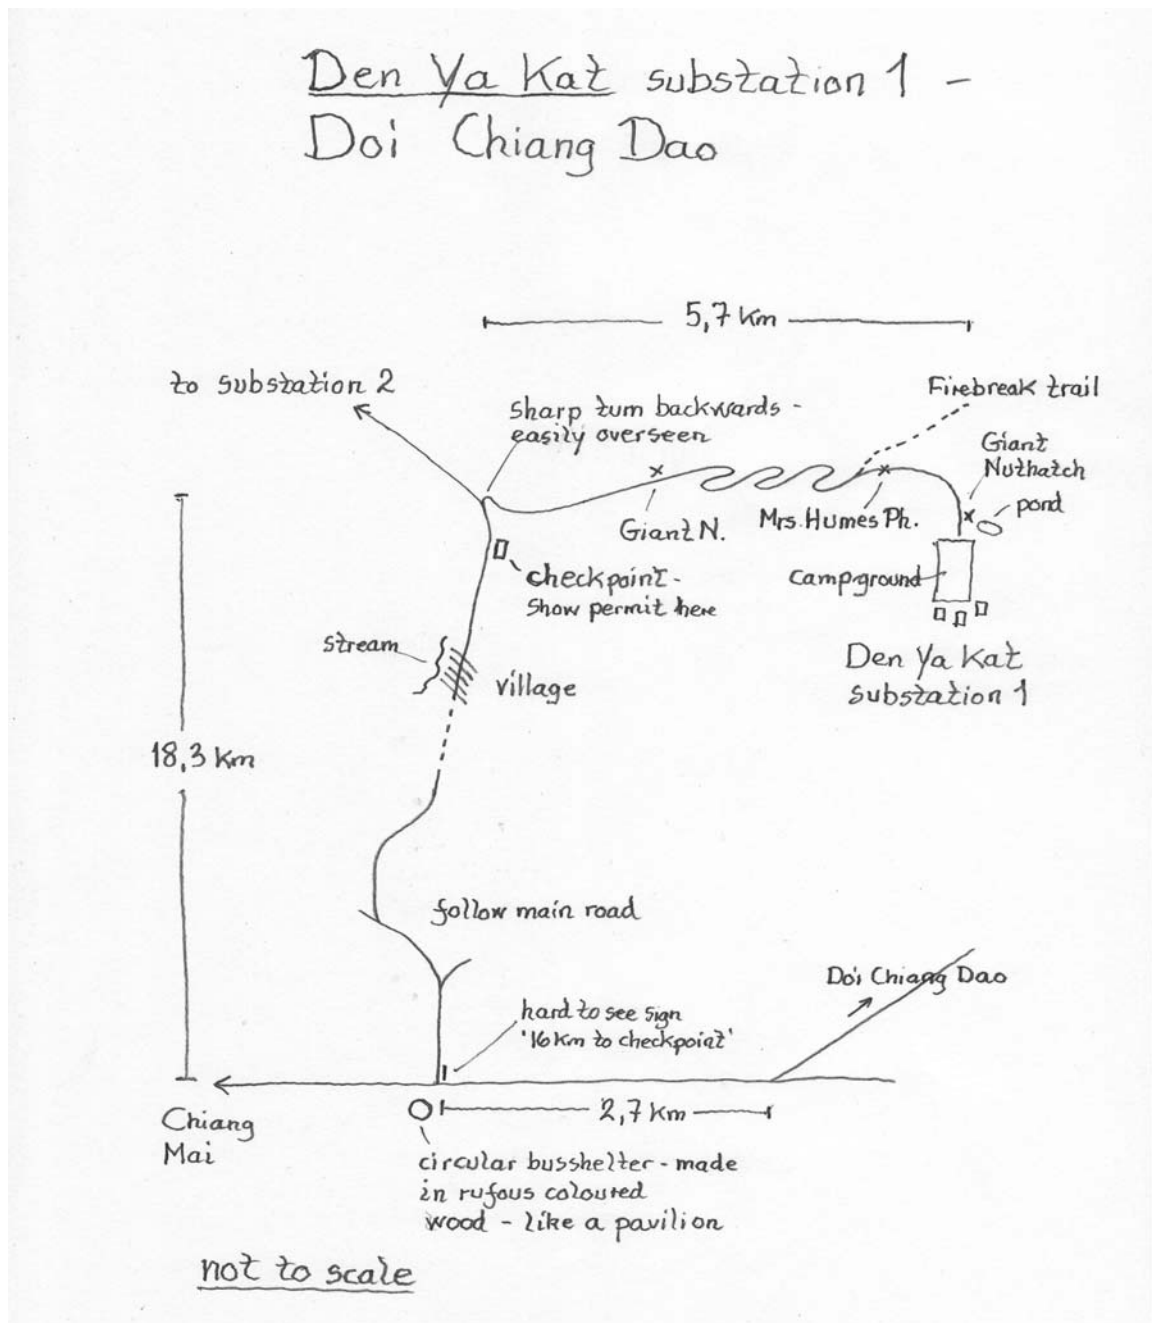 Den Ya Kat substation 1 -
Doi Chiang Dao
5,7 km
to substation 2
Sharp turn backwards -
easily overseen
Firebreak trail
Giant
Nuthatch
pond
Giant N.
Mrs. Humes Ph.
checkpoint -
Show permit here
campground
Stream
village
Den Ya Kat
substation 1
18,3 km
follow main road
Doi Chiang Dao
hard to see sign
'16 km to checkpoint'
2,7 km
Chiang
Mai
circular busshelter - made
in rufous coloured
wood - like a pavilion
not to scale